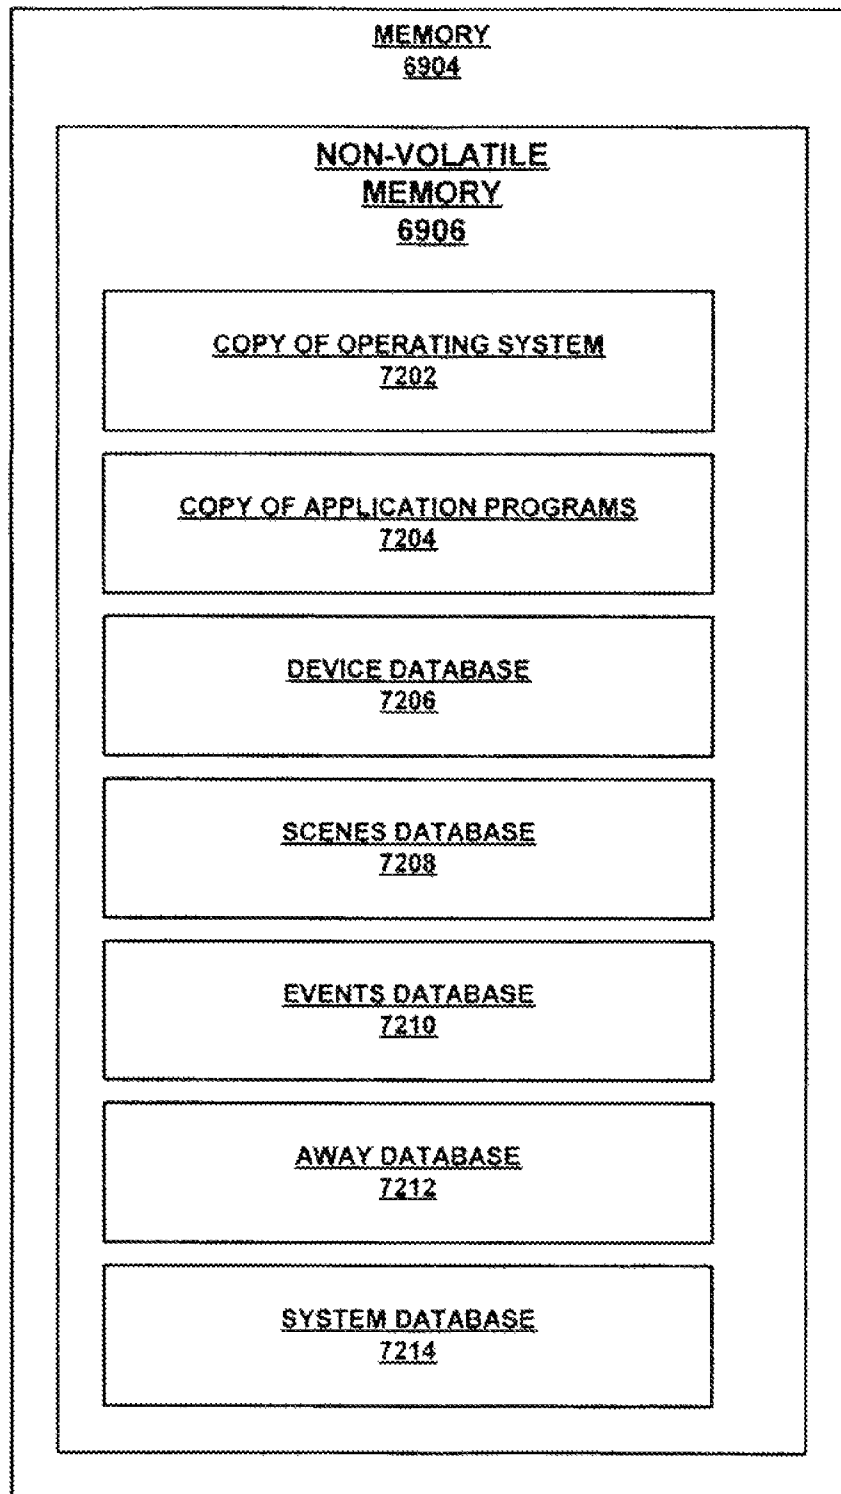 MEMORY
6904
NON-VOLATILE
MEMORY
6906
COPY OF OPERATING SYSTEM
7202
COPY OF APPLICATION PROGRAMS
7204
DEVICE DATABASE
7206
SCENES DATABASE
7208
EVENTS DATABASE
7210
AWAY DATABASE
7212
SYSTEM DATABASE
7214